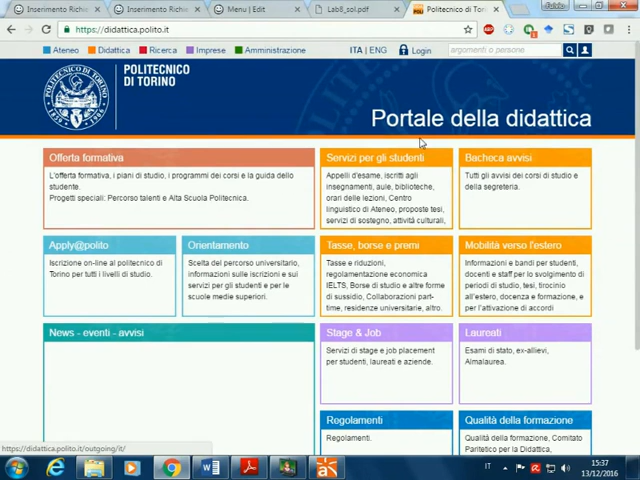 Inserimento Richie
Inserimento Richie
Menu | Edit
Lab8_sol.pdf
Politecnico di Tori
https://didattica.polito.it
Ateneo
Didattica
Ricerca
Imprese
Amministrazione
ITA | ENG
Login
argomenti o persone
POLITECNICO
DI TORINO
Portale della didattica
Offerta formativa
L'offerta formativa, i piani di studio, i programmi dei corsi e la guida dello
studente.
Progetti speciali: Percorso talenti e Alta Scuola Politecnica.
Servizi per gli studenti
Appelli d'esame, iscritti agli
insegnamenti, aule, biblioteche,
orari delle lezioni, Centro
linguistico di Ateneo, proposte tesi,
servizi di sostegno, attività culturali,
Bacheca avvisi
Tutti gli avvisi dei corsi di studio e
della segreteria.
Apply@polito
Iscrizione on-line al politecnico di
Torino per tutti i livelli di studio.
Orientamento
Scelta del percorso universitario,
informazioni sulle iscrizioni e sui
servizi per gli studenti e per le
scuole medie superiori.
Tasse, borse e premi
Tasse e riduzioni,
regolamentazione economica
IELTS, Borse di studio e altre forme
di sussidio, Collaborazioni part-
time, residenze universitarie, altro.
Mobilità verso l'estero
Informazioni e bandi per studenti,
docenti e staff per lo svolgimento di
periodi di studio, tesi, tirocinio
all'estero, docenza e formazione, e
per l'attivazione di accordi
News - eventi - avvisi
Stage & Job
Servizi di stage e job placement
per studenti, laureati e aziende.
Laureati
Esami di stato, ex-allievi,
Almalaurea.
Regolamenti
Regolamenti.
Qualità della formazione
Qualità della formazione, Comitato
Paritetico per la Didattica,
https://didattica.polito.it/outgoing/it/
IT
15:37
13/12/2016